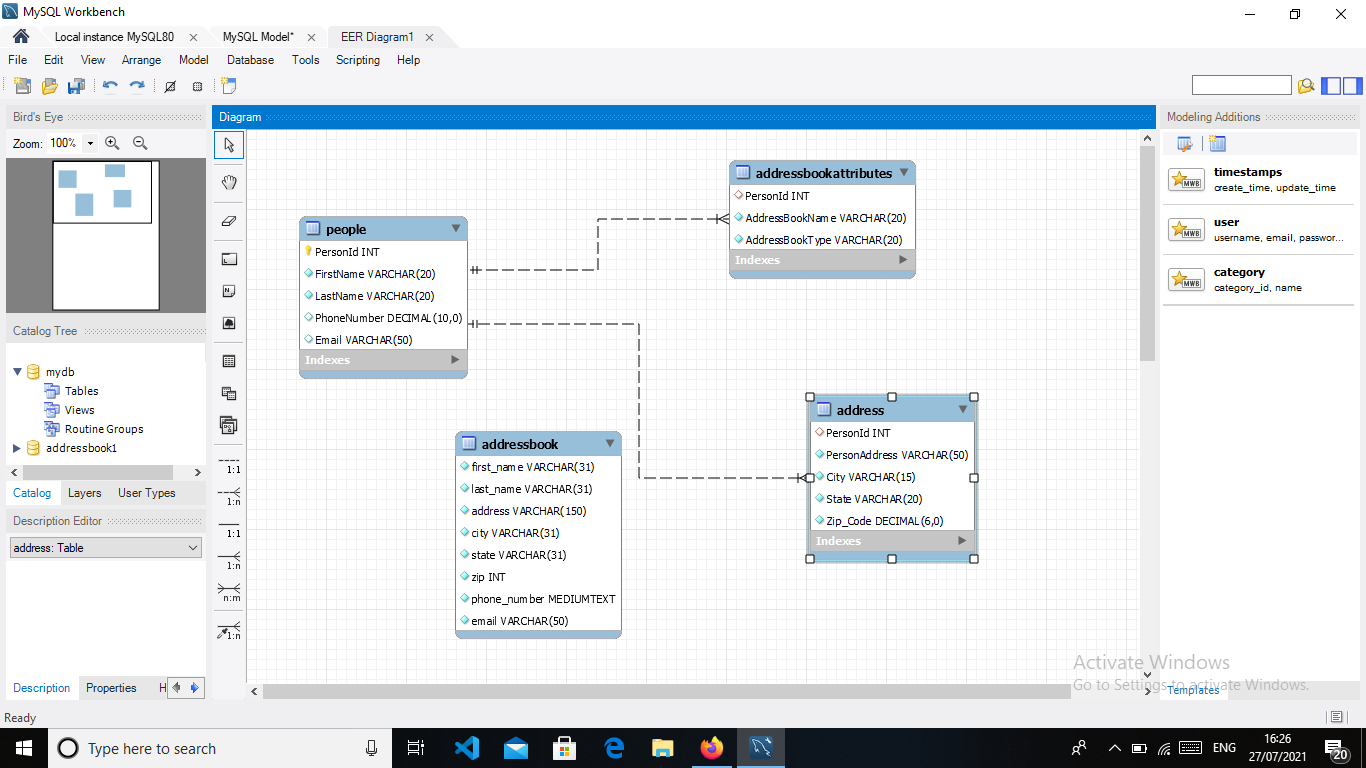 MySQL Workbench
Local instance MySQL80
MySQL Model*
EER Diagram1
File Edit View Arrange Model Database Tools Scripting Help
Bird's Eye
Zoom: 100%
Catalog Tree
mydb
Tables
Views
Routine Groups
addressbook1
Catalog Layers User Types
Description Editor
address: Table
Description Properties H
Ready
Diagram
1:1
1:n
1:1
1:n
n:m
1:n
people
PersonId INT
FirstName VARCHAR(20)
LastName VARCHAR(20)
PhoneNumber DECIMAL(10,0)
Email VARCHAR(50)
Indexes
addressbookattributes
PersonId INT
AddressBookName VARCHAR(20)
AddressBookType VARCHAR(20)
Indexes
addressbook
first_name VARCHAR(31)
last_name VARCHAR(31)
address VARCHAR(150)
city VARCHAR(31)
state VARCHAR(31)
zip INT
phone_number MEDIUMTEXT
email VARCHAR(50)
address
PersonId INT
PersonAddress VARCHAR(50)
City VARCHAR(15)
State VARCHAR(20)
Zip_Code DECIMAL(6,0)
Indexes
Modeling Additions
MWB
timestamps
create_time, update_time
MWB
user
username, email, passwor...
MWB
category
category_id, name
Templates
Activate Windows
Go to Settings to activate Windows.
Type here to search
ENG
16:26
27/07/2021
20